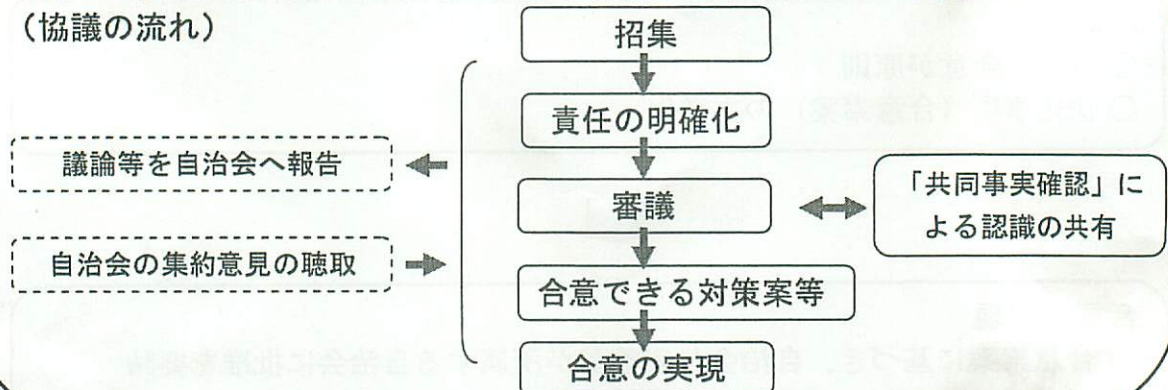 （協議の流れ）
招集
責任の明確化
議論等を自治会へ報告
審議
「共同事実確認」に
よる認識の共有
自治会の集約意見の聴取
合意できる対策案等
合意の実現